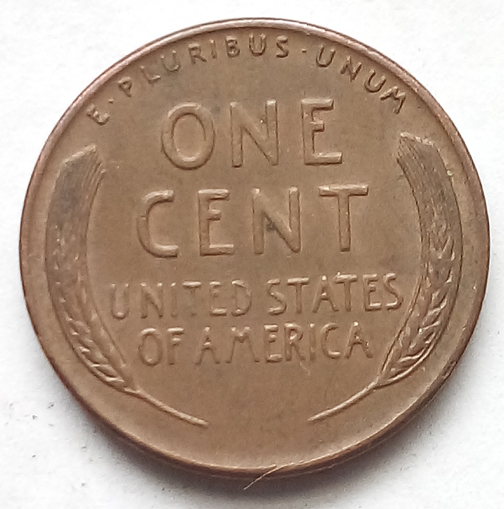 E·PLURIBUS·UNUM
ONE
CENT
UNITED STATES
OF AMERICA